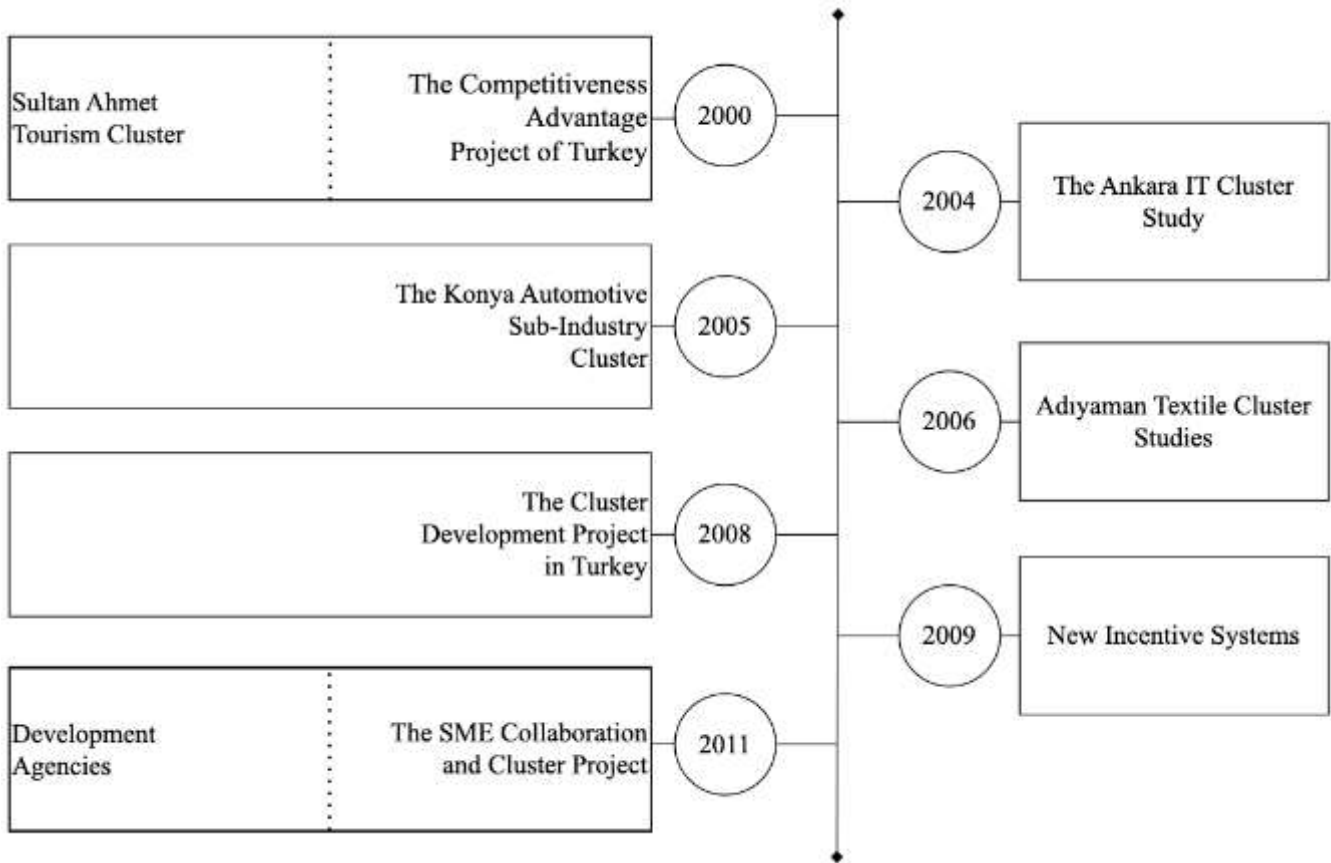 Sultan Ahmet
Tourism Cluster
The Competitiveness
Advantage
Project of Turkey
2000
2004
The Ankara IT Cluster
Study
The Konya Automotive
Sub-Industry
Cluster
2005
2006
Adıyaman Textile Cluster
Studies
The Cluster
Development Project
in Turkey
2008
2009
New Incentive Systems
Development
Agencies
The SME Collaboration
and Cluster Project
2011